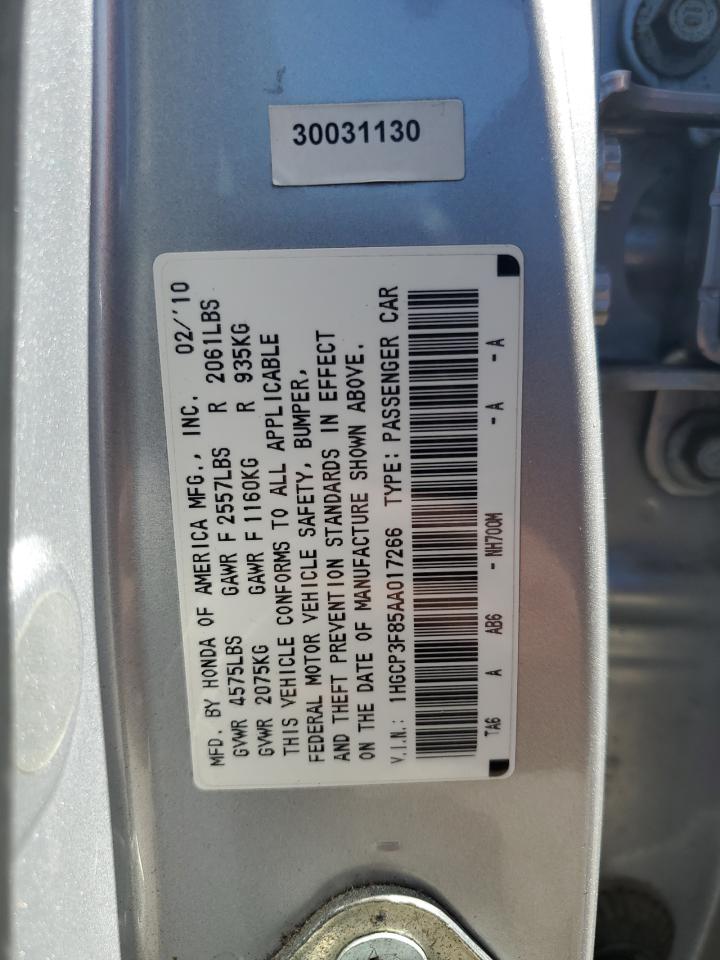 30031130
MFD. BY HONDA OF AMERICA MFG., INC. 02/'10
GVWR 4575LBS GAWR F 2557LBS R 2061LBS
GVWR 2075KG GAWR F 1160KG R 935KG
THIS VEHICLE CONFORMS TO ALL APPLICABLE
FEDERAL MOTOR VEHICLE SAFETY, BUMPER,
AND THEFT PREVENTION STANDARDS IN EFFECT
ON THE DATE OF MANUFACTURE SHOWN ABOVE.
V.I.N.: 1HGCP3F85AA017266 TYPE: PASSENGER CAR
TA6 A AB6 - NH700M - A - A